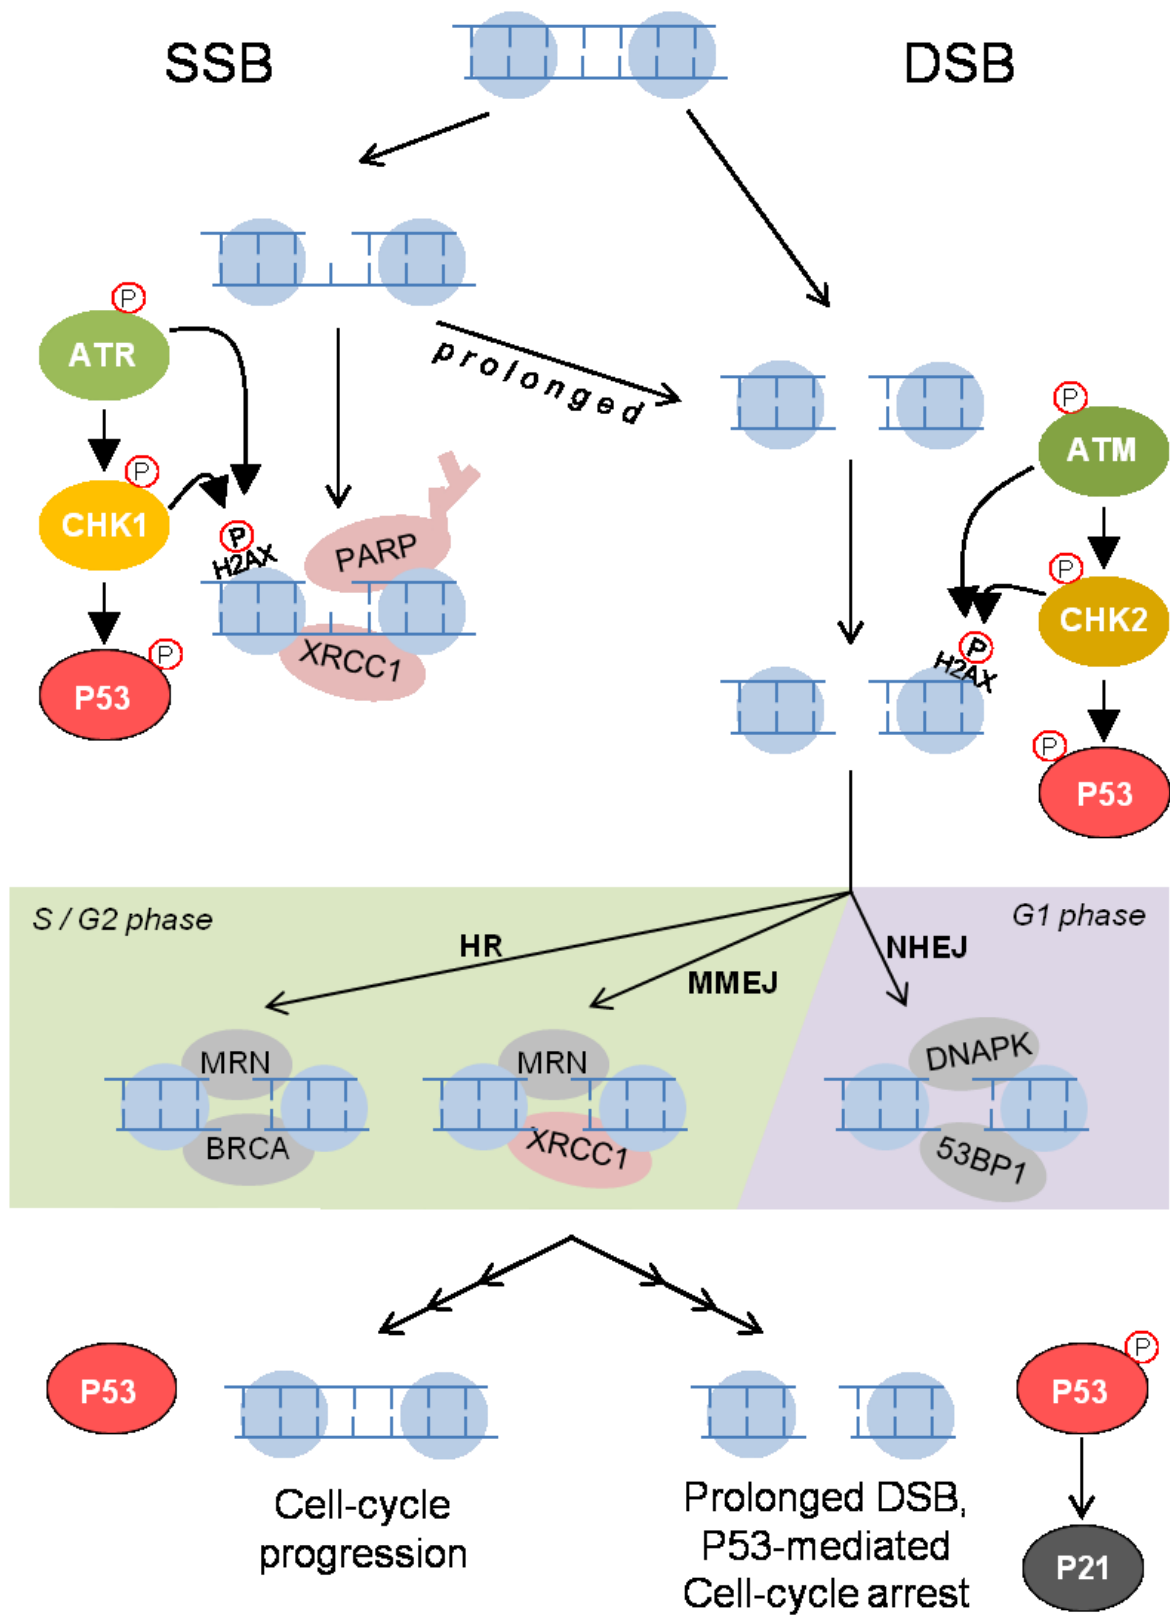 SSB
DSB
P
ATR
prolonged
P
ATM
P
CHK1
P
H2AX
PARP
XRCC1
P
CHK2
P
H2AX
P
P53
P
P53
S / G2 phase
G1 phase
HR
MMEJ
NHEJ
MRN
BRCA
MRN
XRCC1
DNAPK
53BP1
P53
P
P53
Cell-cycle
progression
Prolonged DSB,
P53-mediated
Cell-cycle arrest
P21